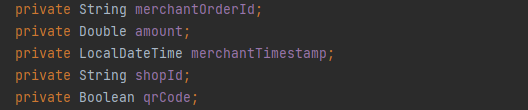 private String merchantOrderId;
private Double amount;
private LocalDateTime merchantTimestamp;
private String shopId;
private Boolean qrCode;